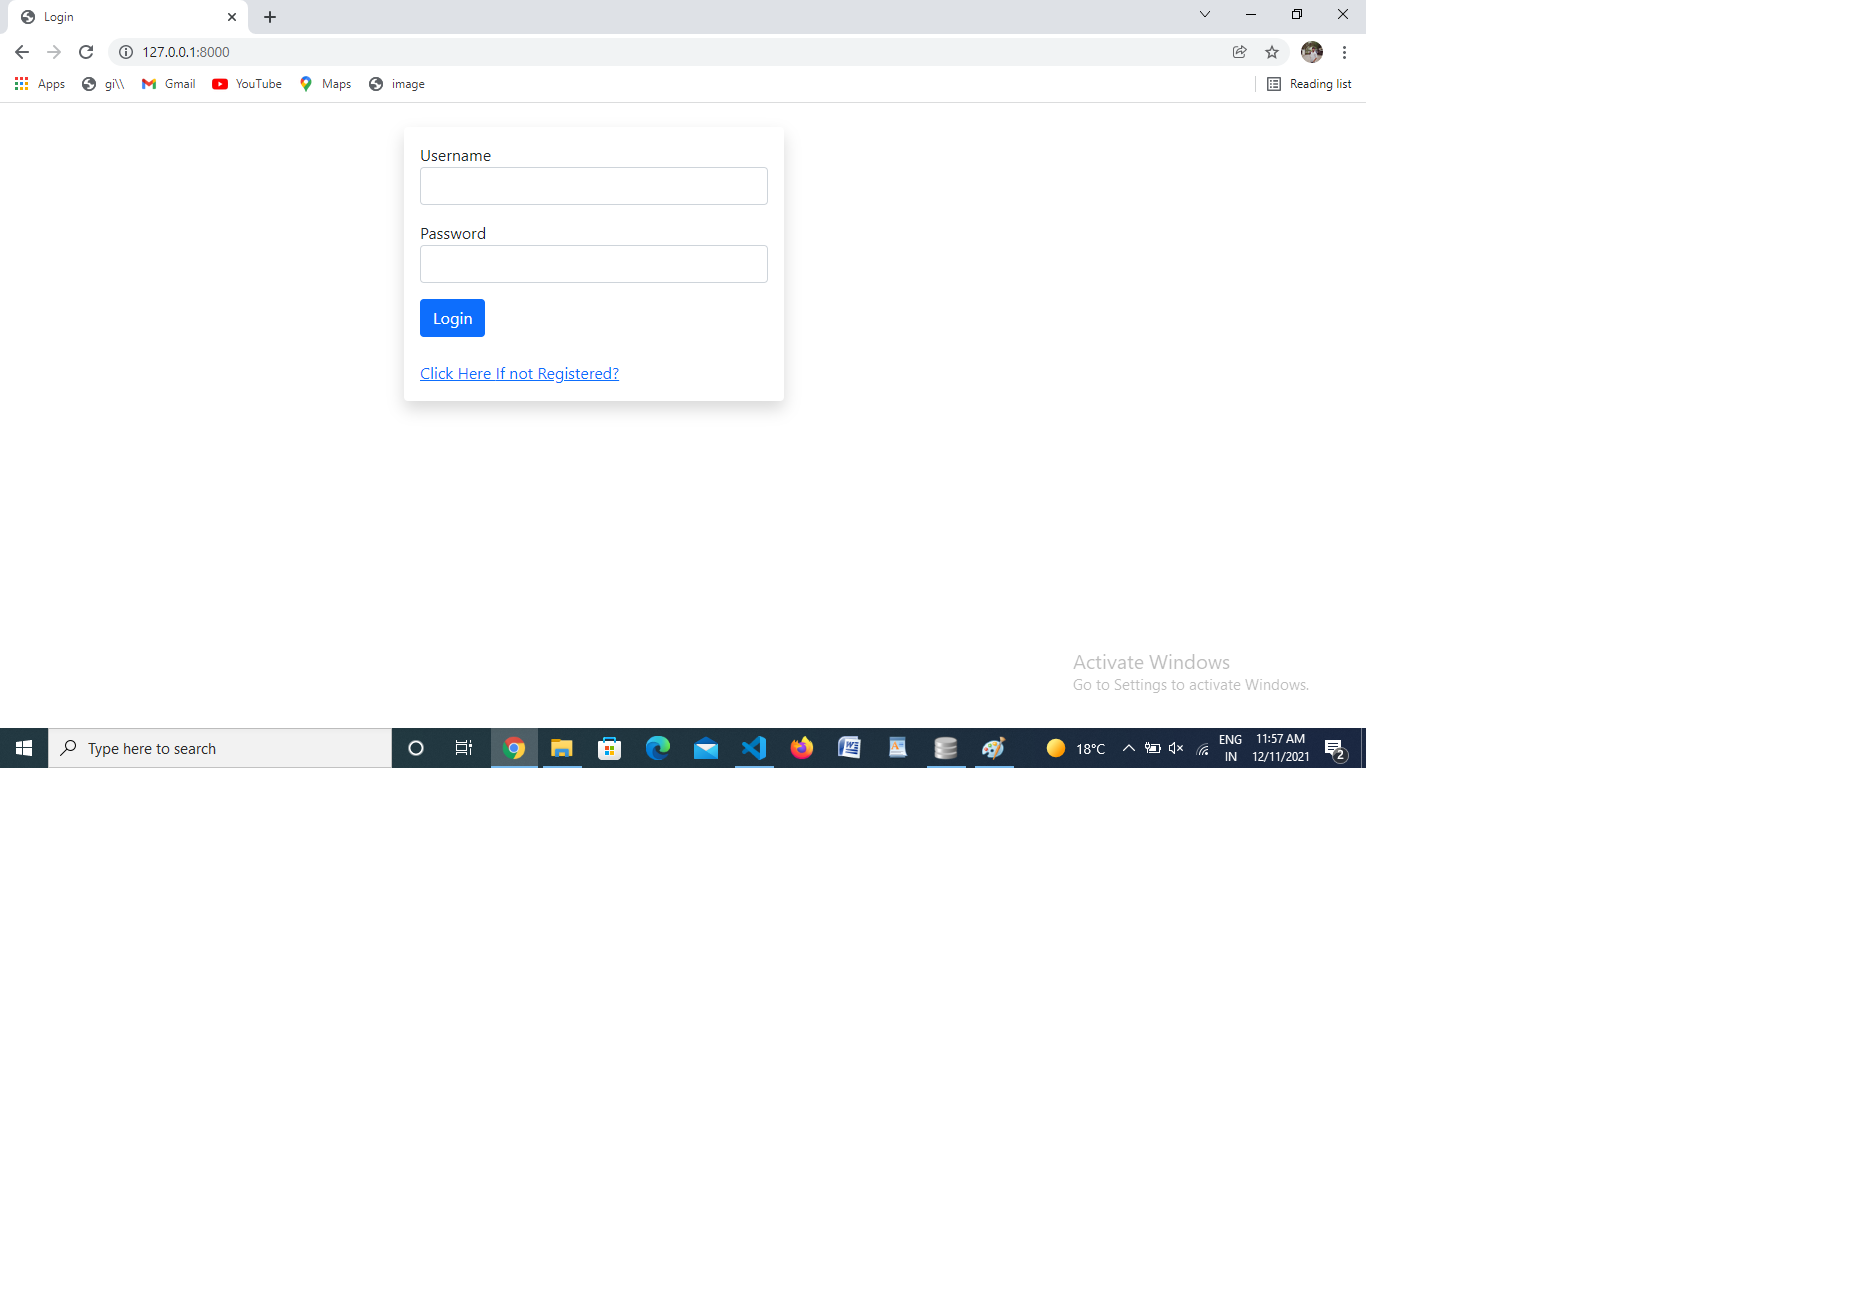 Login
127.0.0.1:8000
Apps gi\\ Gmail YouTube Maps image Reading list
Username
Password
Login
Click Here If not Registered?
Activate Windows
Go to Settings to activate Windows.
Type here to search 18°C ENG 11:57 AM
IN 12/11/2021 2